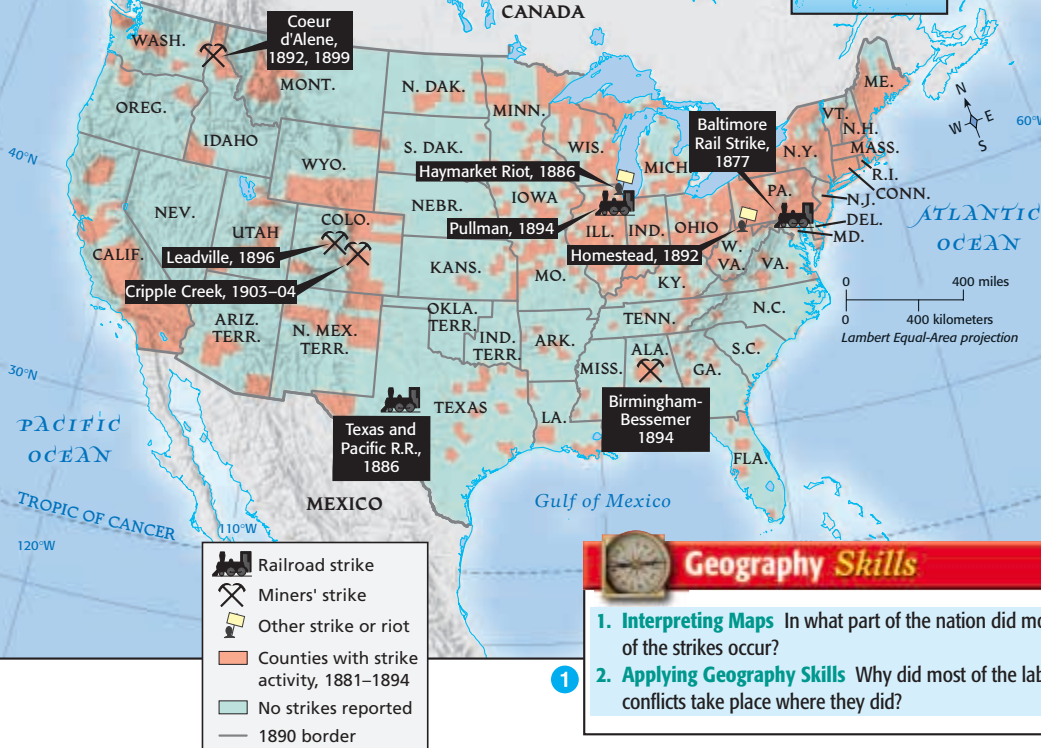 CANADA
Coeur
d'Alene,
1892, 1899
WASH.
MONT.
N. DAK.
MINN.
ME.
OREG.
IDAHO
S. DAK.
WIS.
MICH
Baltimore
Rail Strike,
1877
N.Y.
VT.
N.H.
MASS.
R.I.
CONN.
N
W
E
S
60°W
40°N
WYO.
Haymarket Riot, 1886
NEBR.
IOWA
PA.
N.J.
DEL.
MD.
ATLANTIC
OCEAN
NEV.
UTAH
COLO.
Pullman, 1894
ILL.
IND.
OHIO
Homestead, 1892
W.
VA.
VA.
CALIF.
Leadville, 1896
KANS.
MO.
KY.
Cripple Creek, 1903–04
0
400 miles
0
400 kilometers
Lambert Equal-Area projection
ARIZ.
TERR.
N. MEX.
TERR.
OKLA.
TERR.
IND.
TERR.
ARK.
TENN.
N.C.
30°N
MISS.
ALA.
GA.
S.C.
PACIFIC
OCEAN
TEXAS
LA.
Birmingham-
Bessemer
1894
Texas and
Pacific R.R.,
1886
FLA.
MEXICO
Gulf of Mexico
TROPIC OF CANCER
110°W
120°W
Railroad strike
Miners' strike
Other strike or riot
Counties with strike
activity, 1881–1894
No strikes reported
1890 border
Geography Skills
1. Interpreting Maps In what part of the nation did mo
of the strikes occur?
1
2. Applying Geography Skills Why did most of the lab
conflicts take place where they did?